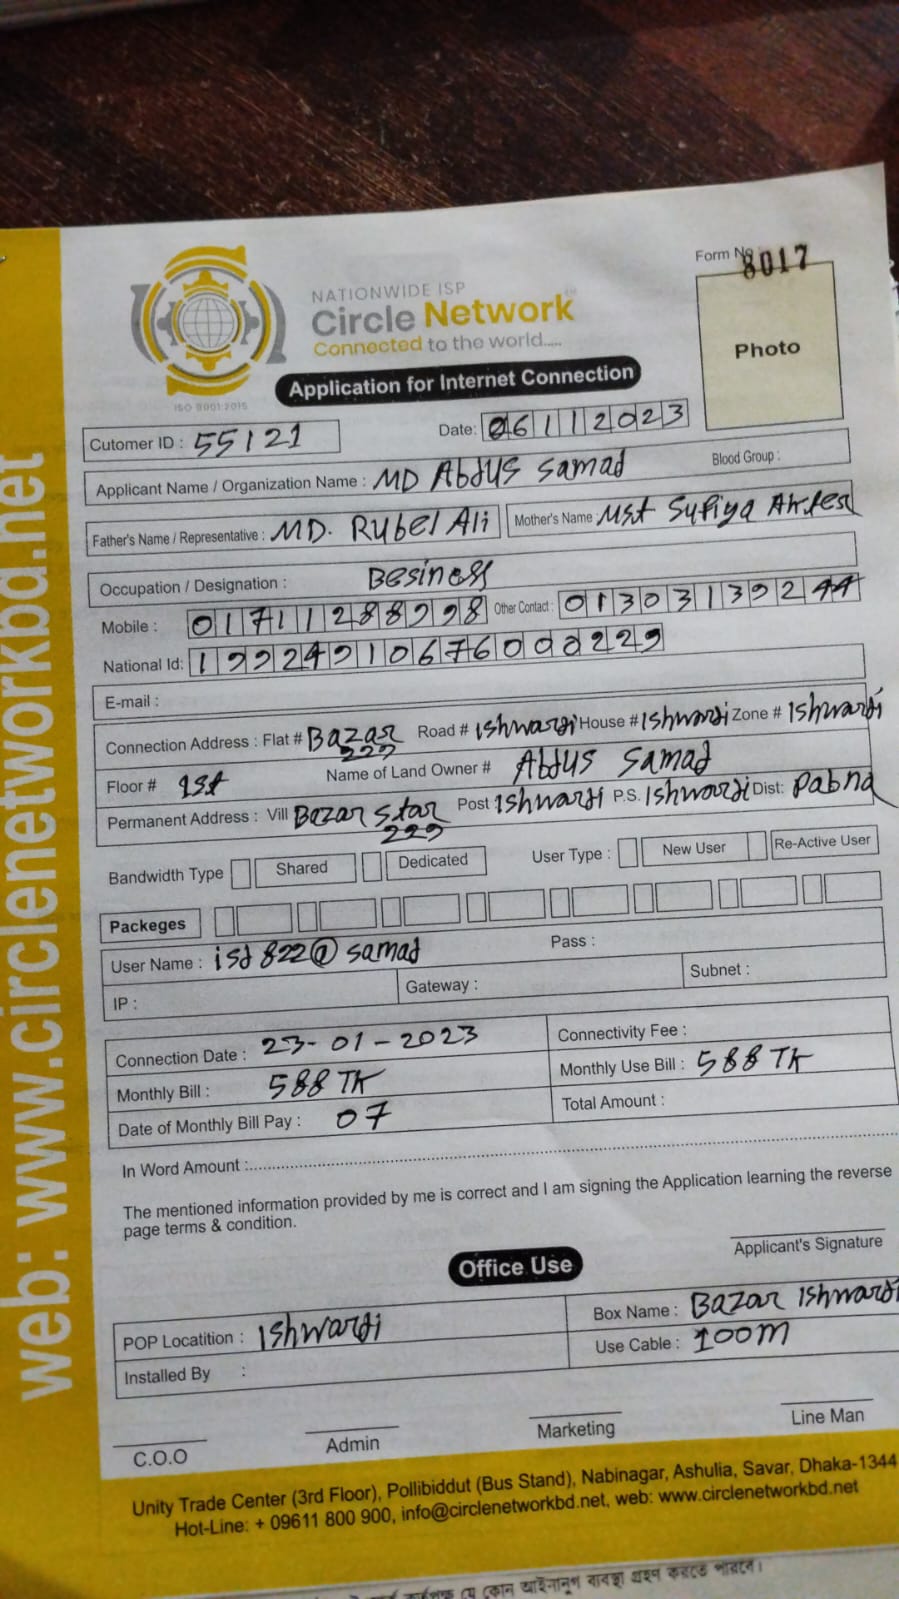 Form No 8017
NATIONWIDE ISP
Circle Network
Connected to the world.....
ISO 9001:2015
Photo
Application for Internet Connection
Cutomer ID : 55121
Date: 06112023
Applicant Name / Organization Name : MD Abdus Samad Blood Group :
Father's Name / Representative : MD. Rubel Ali Mother's Name Mst Sufiya Akter
Occupation / Designation : Besiness
Mobile : 01711288998 Other Contact : 01303139244
National Id: 19924910676000229
E-mail :
Connection Address : Flat # Bazar Road # Ishwardi House # Ishwardi Zone # Ishwardi
Floor # 1st Name of Land Owner # Abdus Samad
Permanent Address : Vill Bazar Star Post Ishwardi P.S. Ishwardi Dist: Pabna
Bandwidth Type Shared Dedicated User Type : New User Re-Active User
Packeges
User Name : isd822@samad Pass :
IP : Gateway : Subnet :
Connection Date : 23-01-2023 Connectivity Fee :
Monthly Bill : 588 TK Monthly Use Bill : 588 TK
Date of Monthly Bill Pay : 07 Total Amount :
In Word Amount :
The mentioned information provided by me is correct and I am signing the Application learning the reverse
page terms & condition.
Applicant's Signature
Office Use
POP Locatition : Ishwardi Box Name : Bazar Ishwardi
Installed By : Use Cable : 100M
C.O.O Admin Marketing Line Man
Unity Trade Center (3rd Floor), Pollibiddut (Bus Stand), Nabinagar, Ashulia, Savar, Dhaka-1344
Hot-Line: + 09611 800 900, info@circlenetworkbd.net, web: www.circlenetworkbd.net
web: www.circlenetworkbd.net
যে কোন আইনানুগ ব্যবস্থা গ্রহন করতে পারবে।